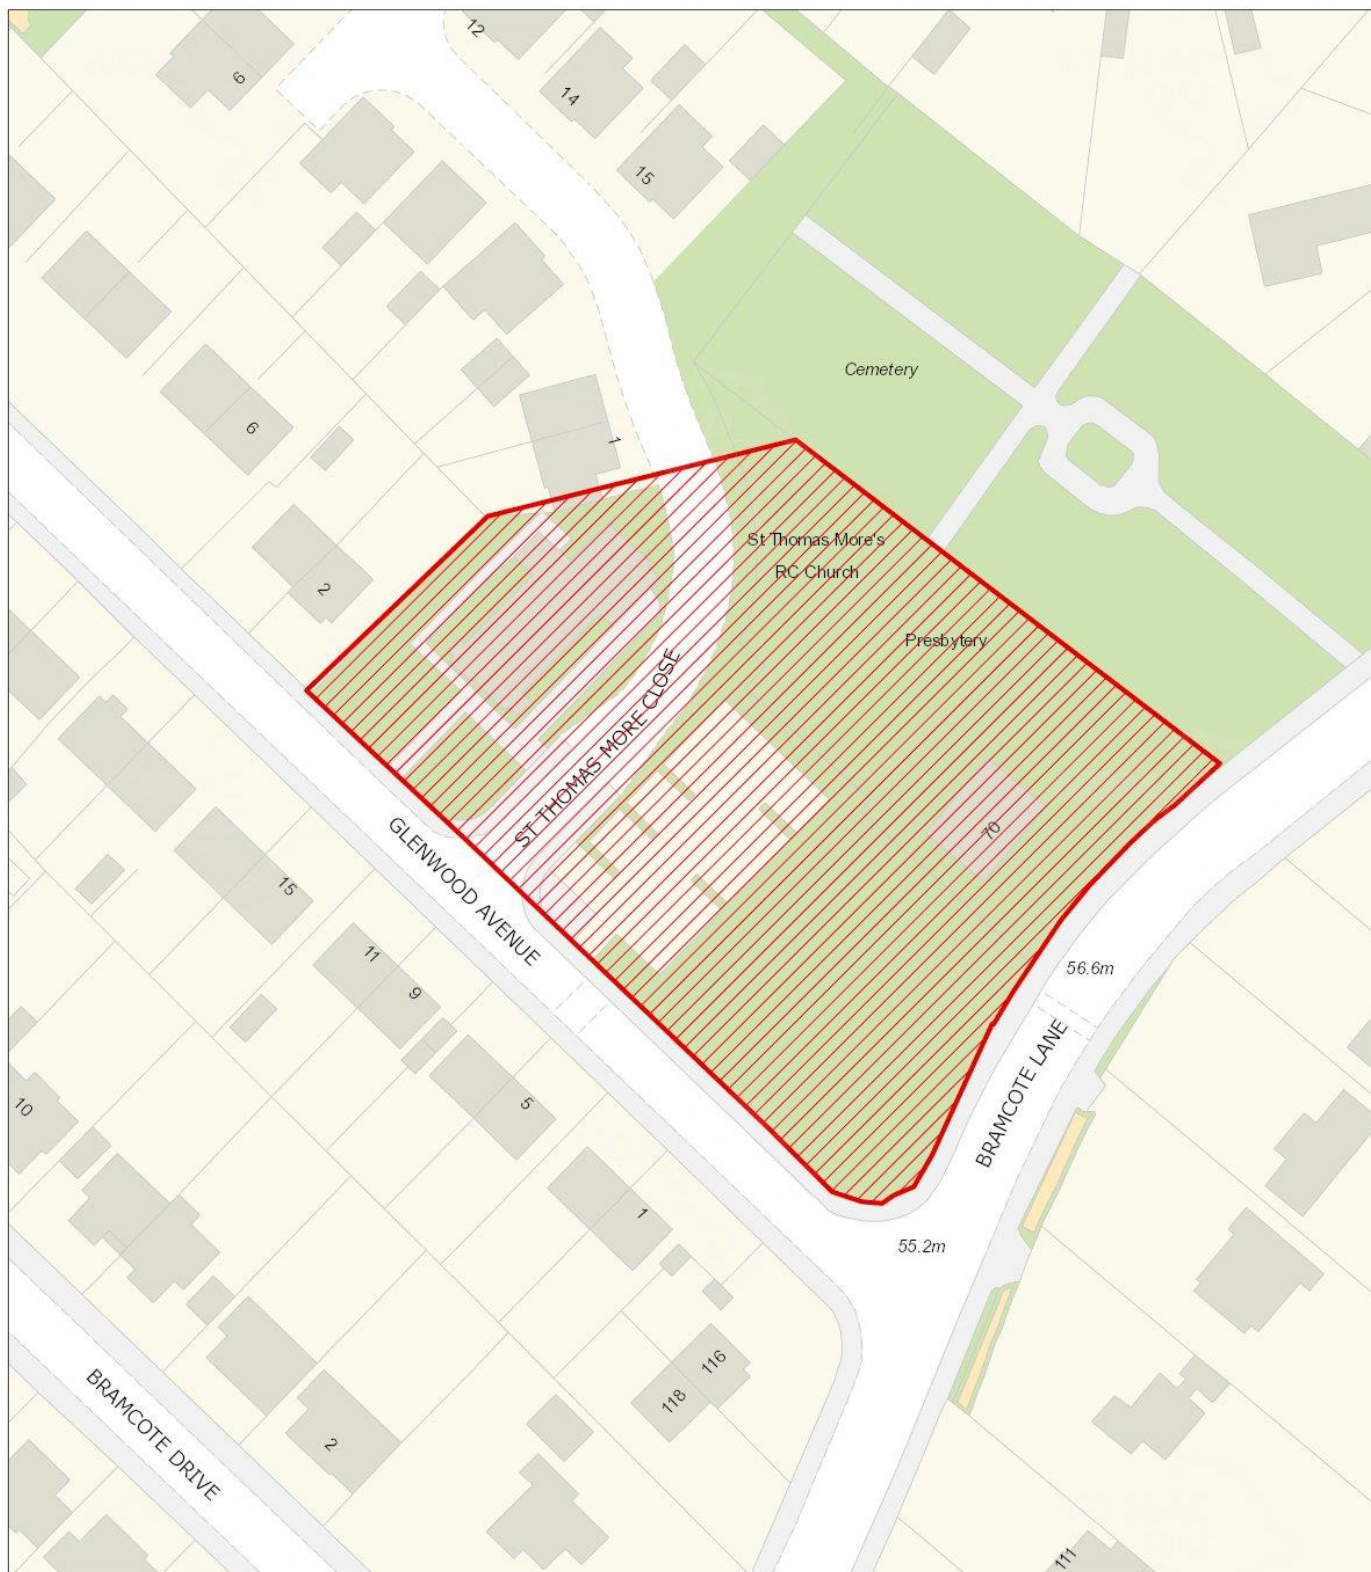 12
6
14
15
Cemetery
1
6
St Thomas More's
RC Church
2
Presbytery
ST THOMAS MORE CLOSE
70
GLENWOOD AVENUE
15
11
9
56.6m
BRAMCOTE LANE
5
10
1
55.2m
116
118
BRAMCOTE DRIVE
2
111